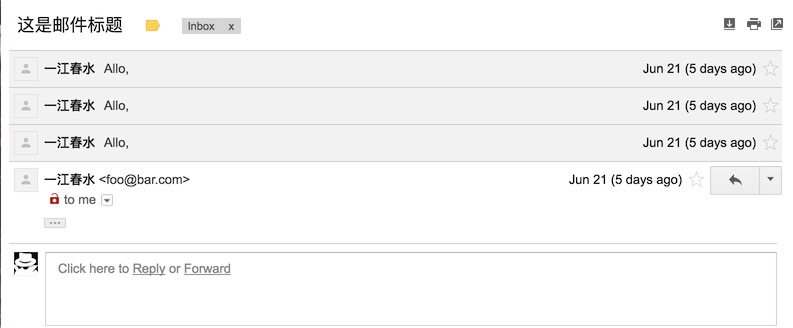 这是邮件标题 Inbox x
一江春水 Allo, Jun 21 (5 days ago)
一江春水 Allo, Jun 21 (5 days ago)
一江春水 Allo, Jun 21 (5 days ago)
一江春水 <foo@bar.com> Jun 21 (5 days ago)
to me
Click here to Reply or Forward